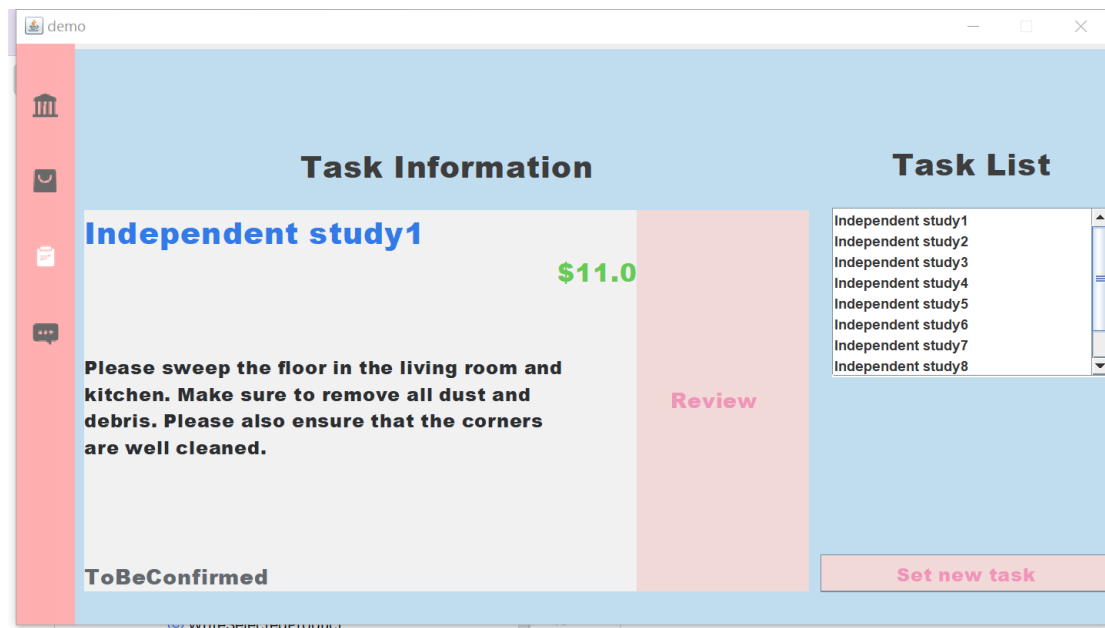 demo
Task Information
Independent study1
$11.0
Please sweep the floor in the living room and
kitchen. Make sure to remove all dust and
debris. Please also ensure that the corners
are well cleaned.
ToBeConfirmed
Review
Task List
Independent study1
Independent study2
Independent study3
Independent study4
Independent study5
Independent study6
Independent study7
Independent study8
Set new task